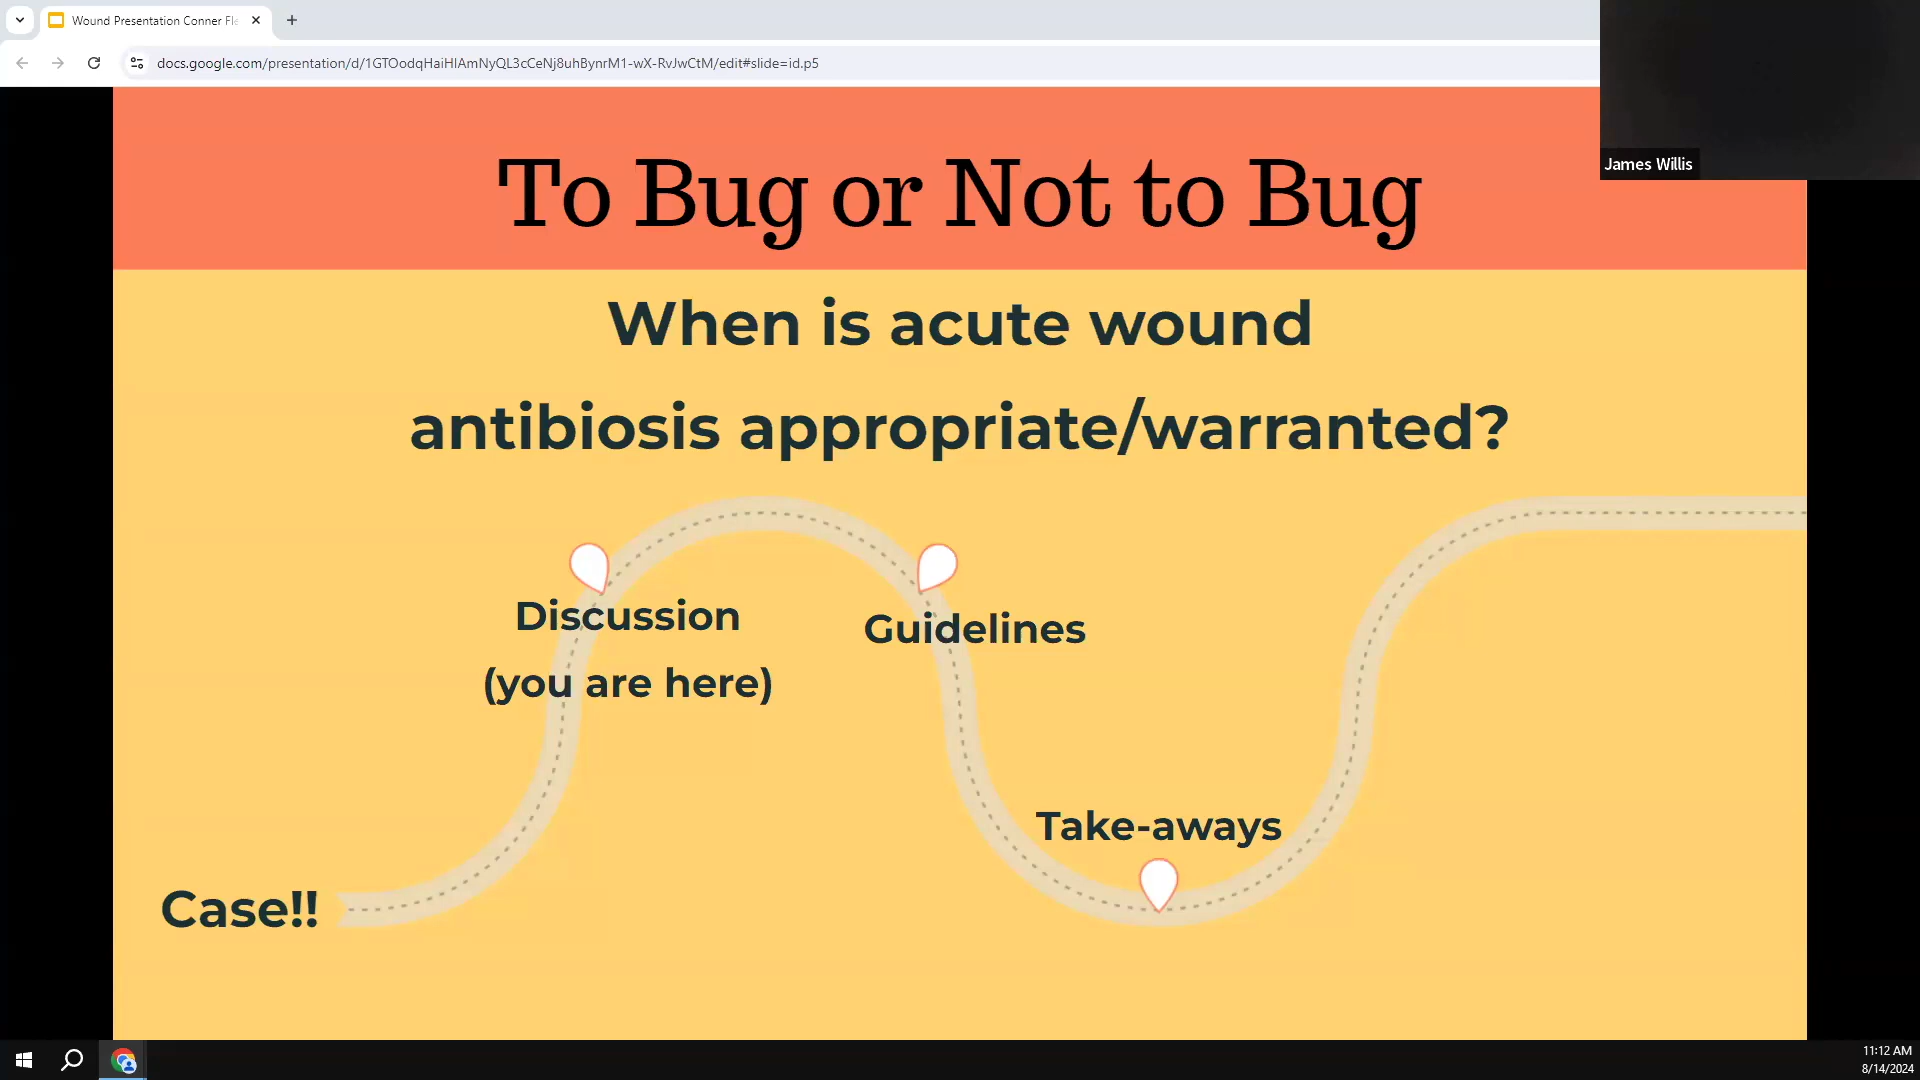 Wound Presentation Conner Fle
docs.google.com/presentation/d/1GTOodqHaiHIAmNyQL3cCeNj8uhBynrM1-wX-RvJwCtM/edit#slide=id.p5
James Willis
To Bug or Not to Bug
When is acute wound
antibiosis appropriate/warranted?
Discussion
(you are here)
Guidelines
Take-aways
Case!!
11:12 AM
8/14/2024